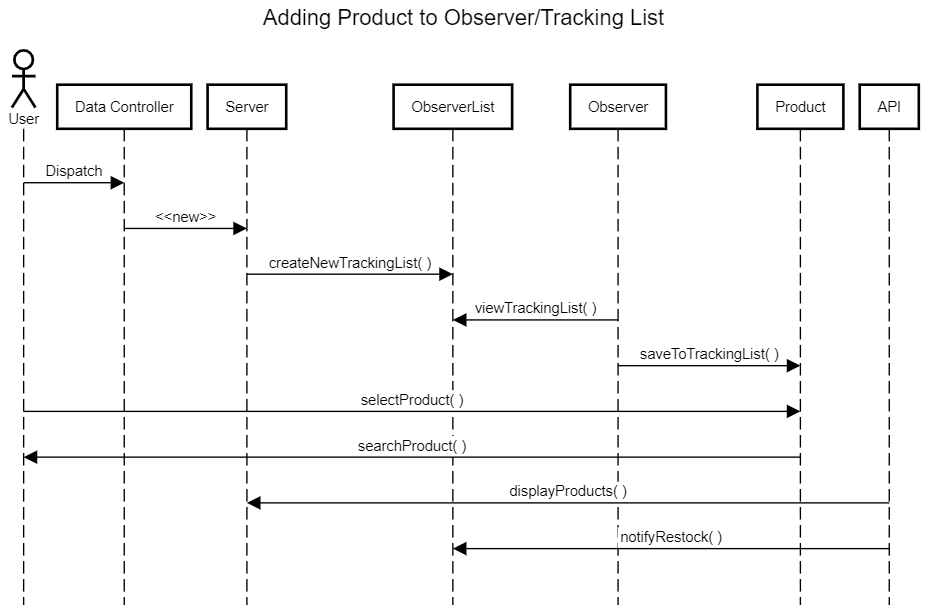 Adding Product to Observer/Tracking List
User
Data Controller
Server
ObserverList
Observer
Product
API
Dispatch
<<new>>
createNewTrackingList( )
viewTrackingList( )
saveToTrackingList( )
selectProduct( )
searchProduct( )
displayProducts( )
notifyRestock( )